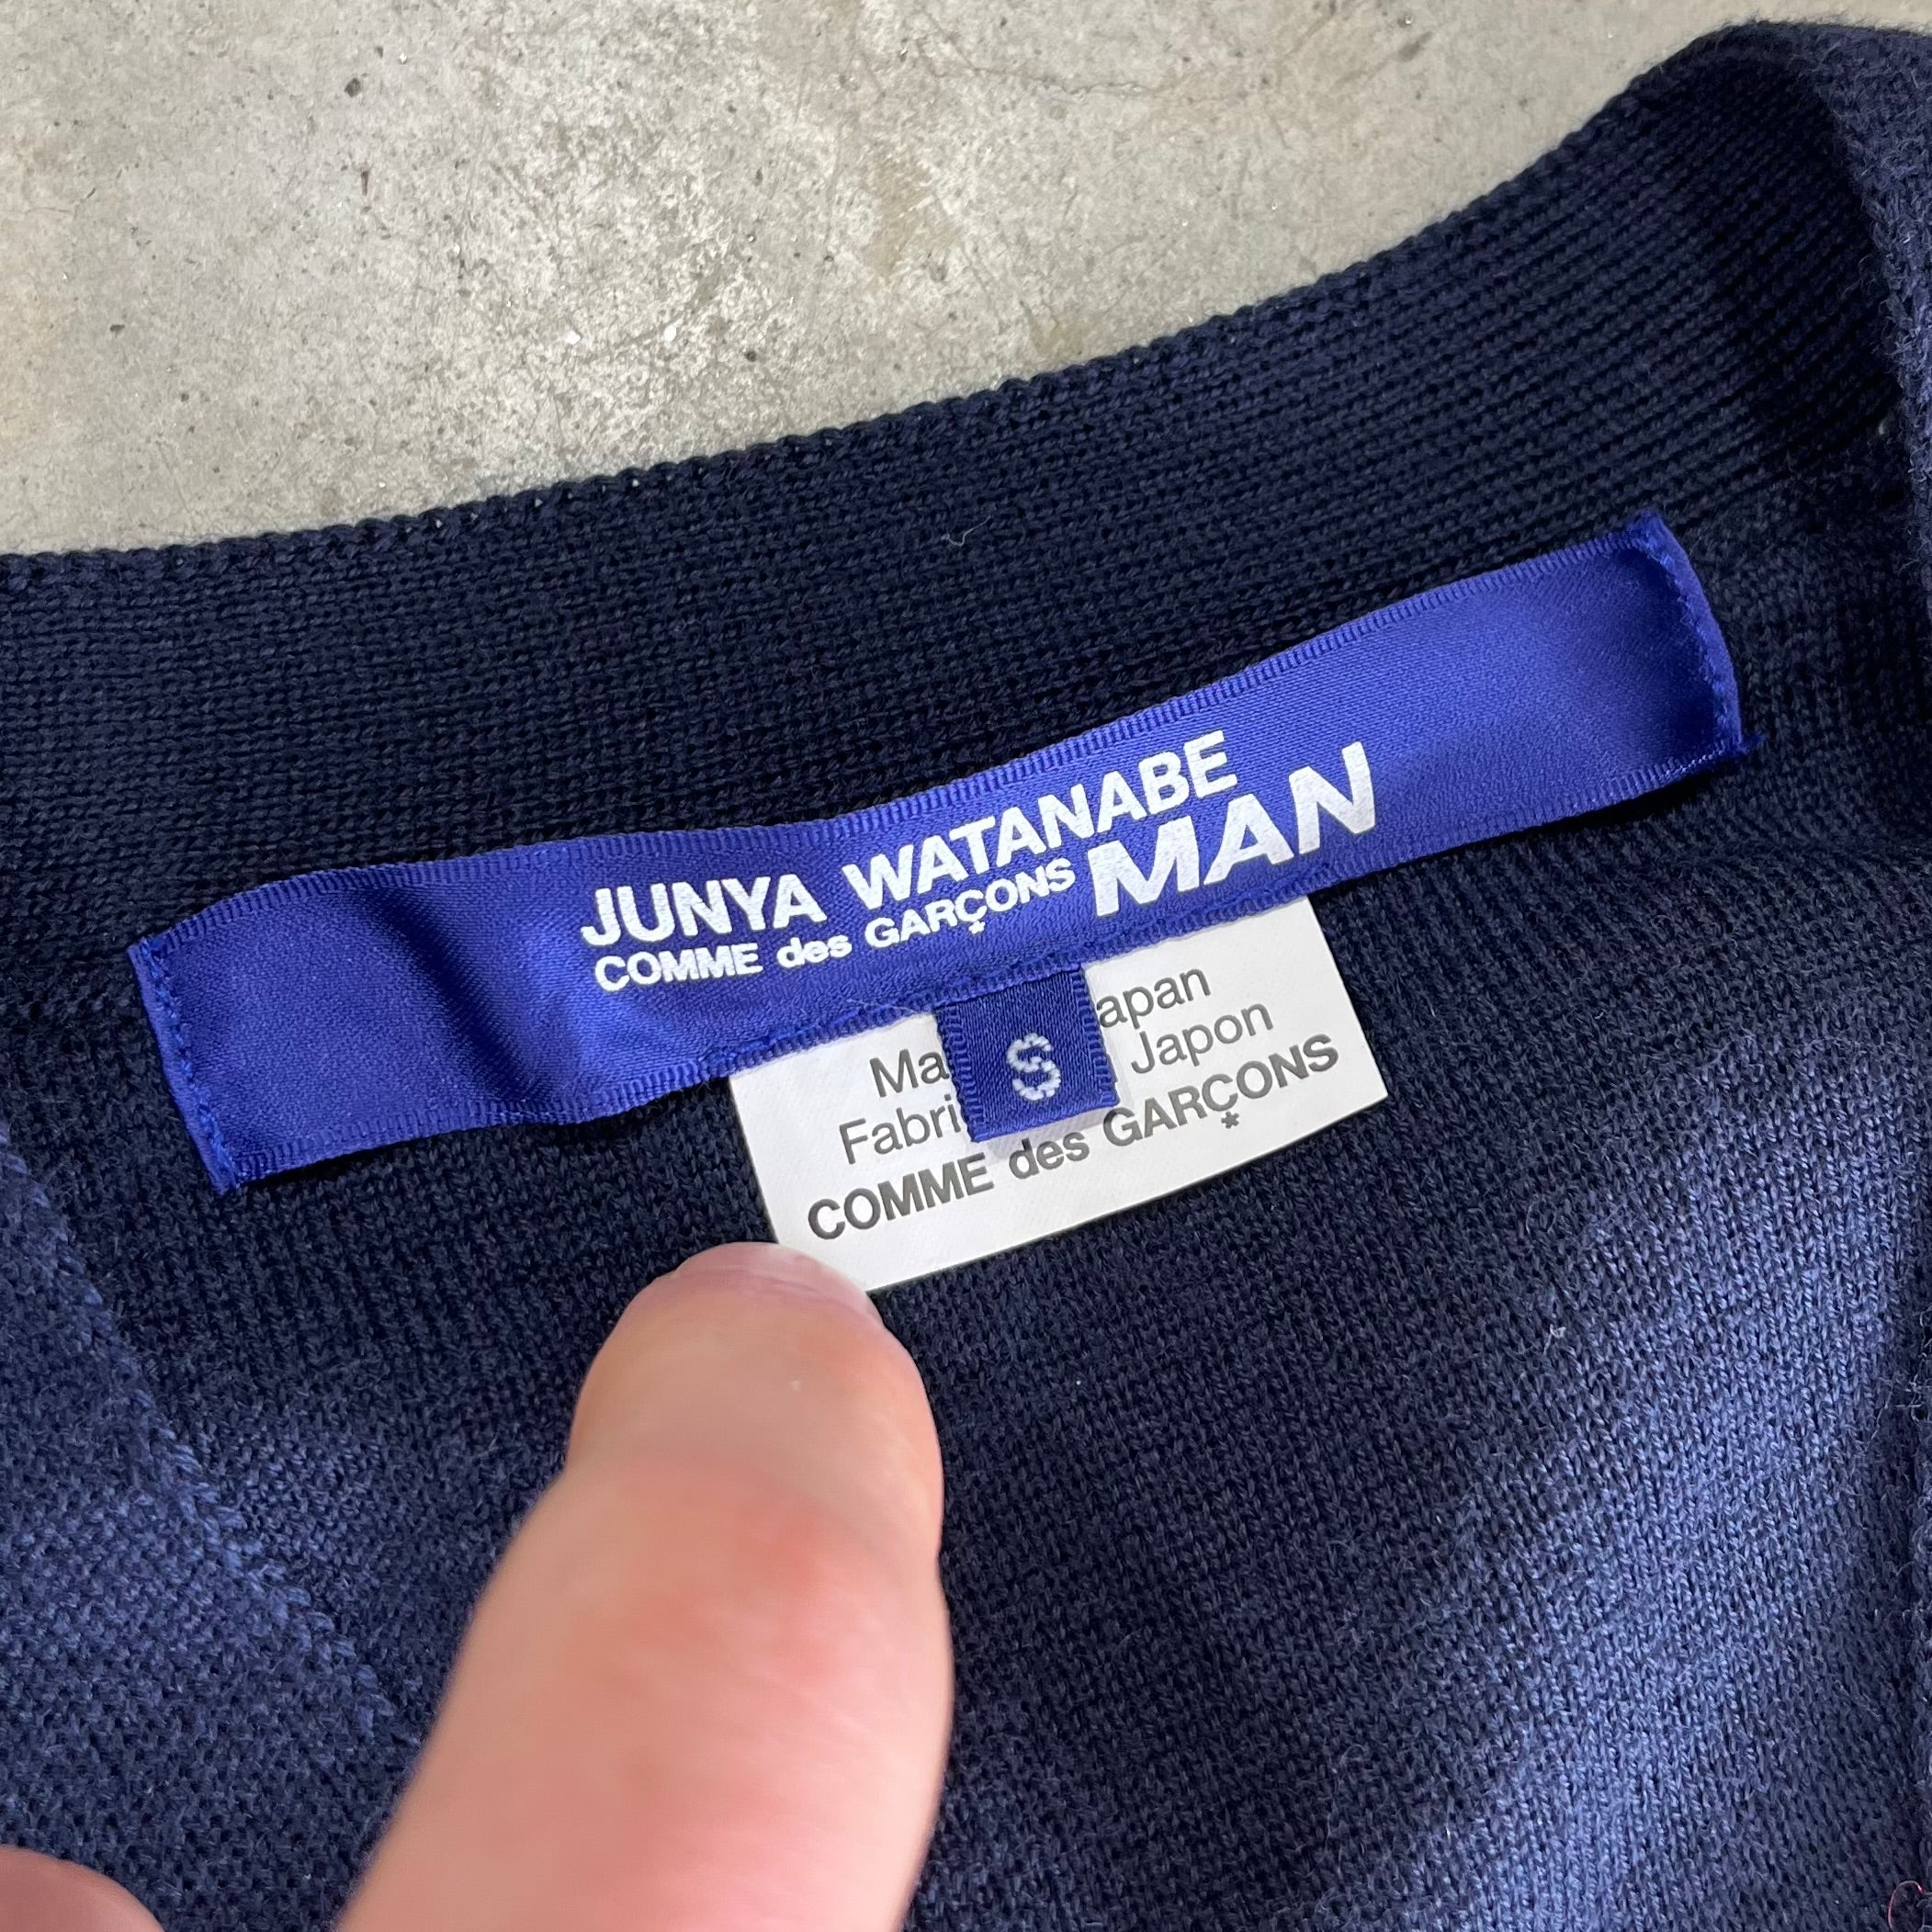 JUNYA WATANABE
COMME des GARÇONS MAN
S
Japon
COMME des GARÇONS